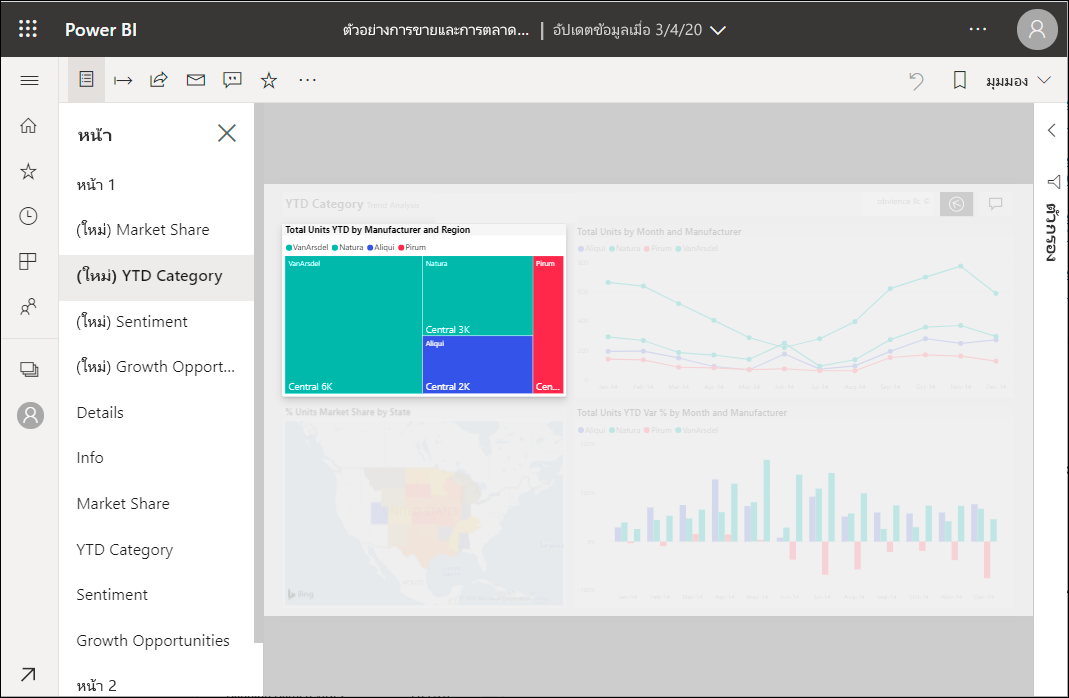 Power BI
ตัวอย่างการขายและการตลาด... | อัปเดตข้อมูลเมื่อ 3/4/20
มุมมอง
หน้า
หน้า 1
(ใหม่) Market Share
(ใหม่) YTD Category
(ใหม่) Sentiment
(ใหม่) Growth Opport...
Details
Info
Market Share
YTD Category
Sentiment
Growth Opportunities
หน้า 2
YTD Category Trend Analysis
Total Units YTD by Manufacturer and Region
VanArsdel Natura Aliqui Pirum
VanArsdel
Natura
Pirum
Central 3K
Aliqui
Central 6K
Central 2K
Cen...
Total Units by Month and Manufacturer
Aliqui Natura Pirum VanArsdel
% Units Market Share by State
bing
Total Units YTD Var % by Month and Manufacturer
Aliqui Natura Pirum VanArsdel
ตัวกรอง